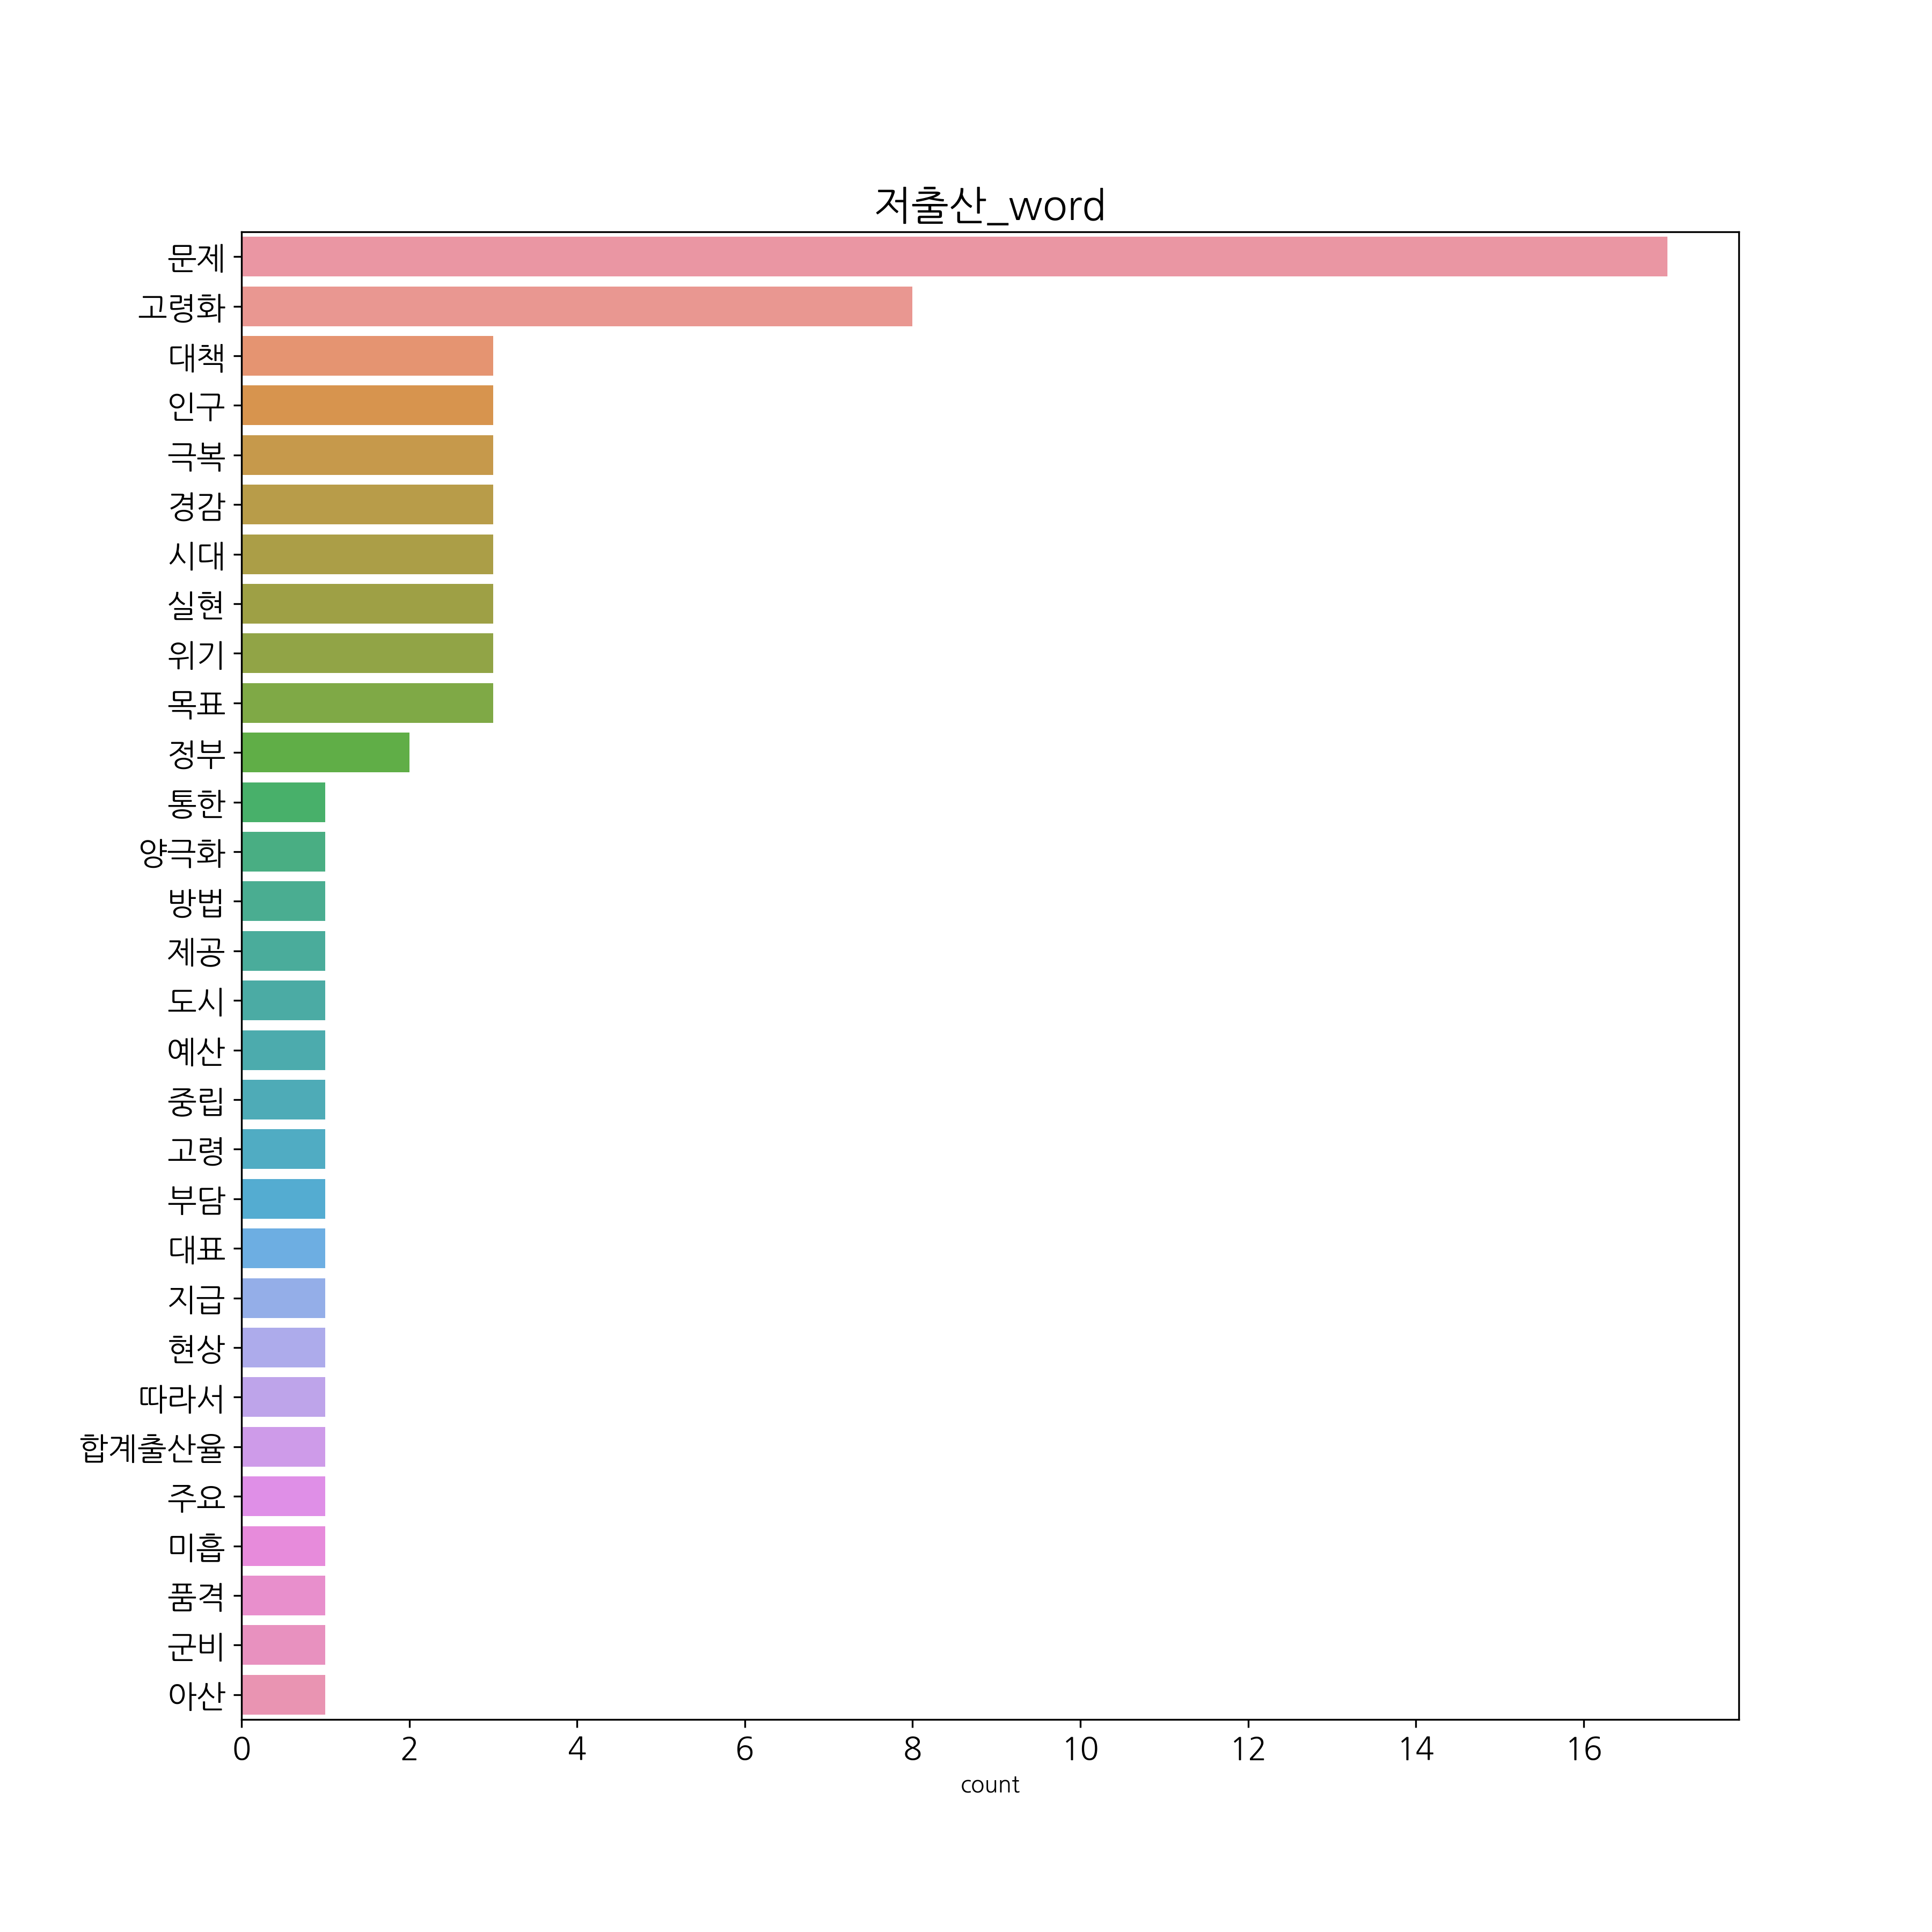 저출산_word
문제
고령화
대책
인구
극복
경감
시대
실현
위기
목표
정부
통한
양극화
방법
제공
도시
예산
중립
고령
부담
대표
지급
현상
따라서
합계출산율
주요
미흡
품격
군비
아산
0 2 4 6 8 10 12 14 16
count